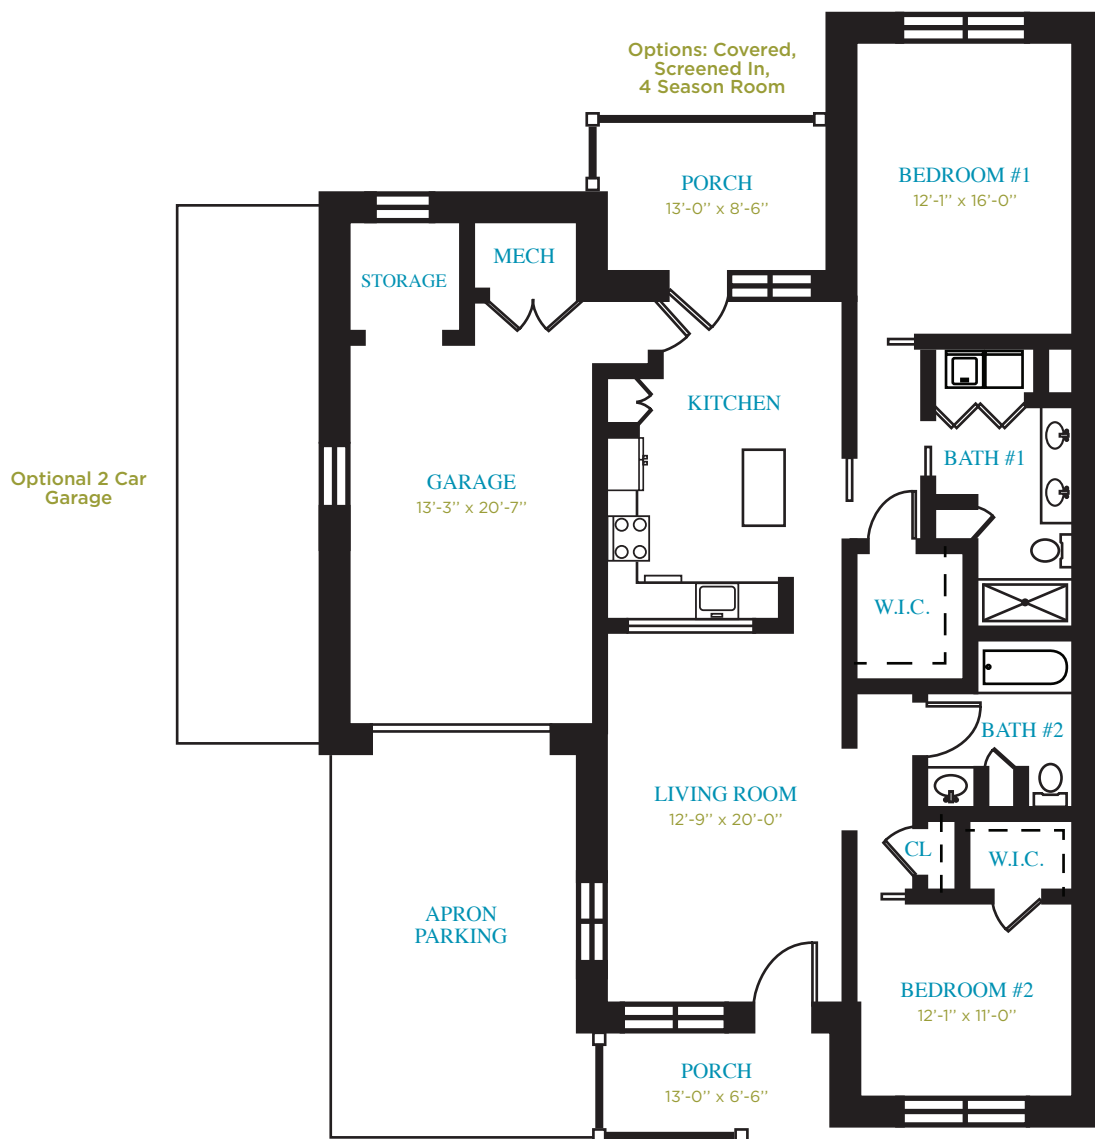 Options: Covered,
Screened In,
4 Season Room
PORCH
13'-0'' x 8'-6''
BEDROOM #1
12'-1'' x 16'-0''
MECH
STORAGE
KITCHEN
BATH #1
Optional 2 Car
Garage
GARAGE
13'-3'' x 20'-7''
W.I.C.
BATH #2
LIVING ROOM
12'-9'' x 20'-0''
CL
W.I.C.
APRON
PARKING
BEDROOM #2
12'-1'' x 11'-0''
PORCH
13'-0'' x 6'-6''